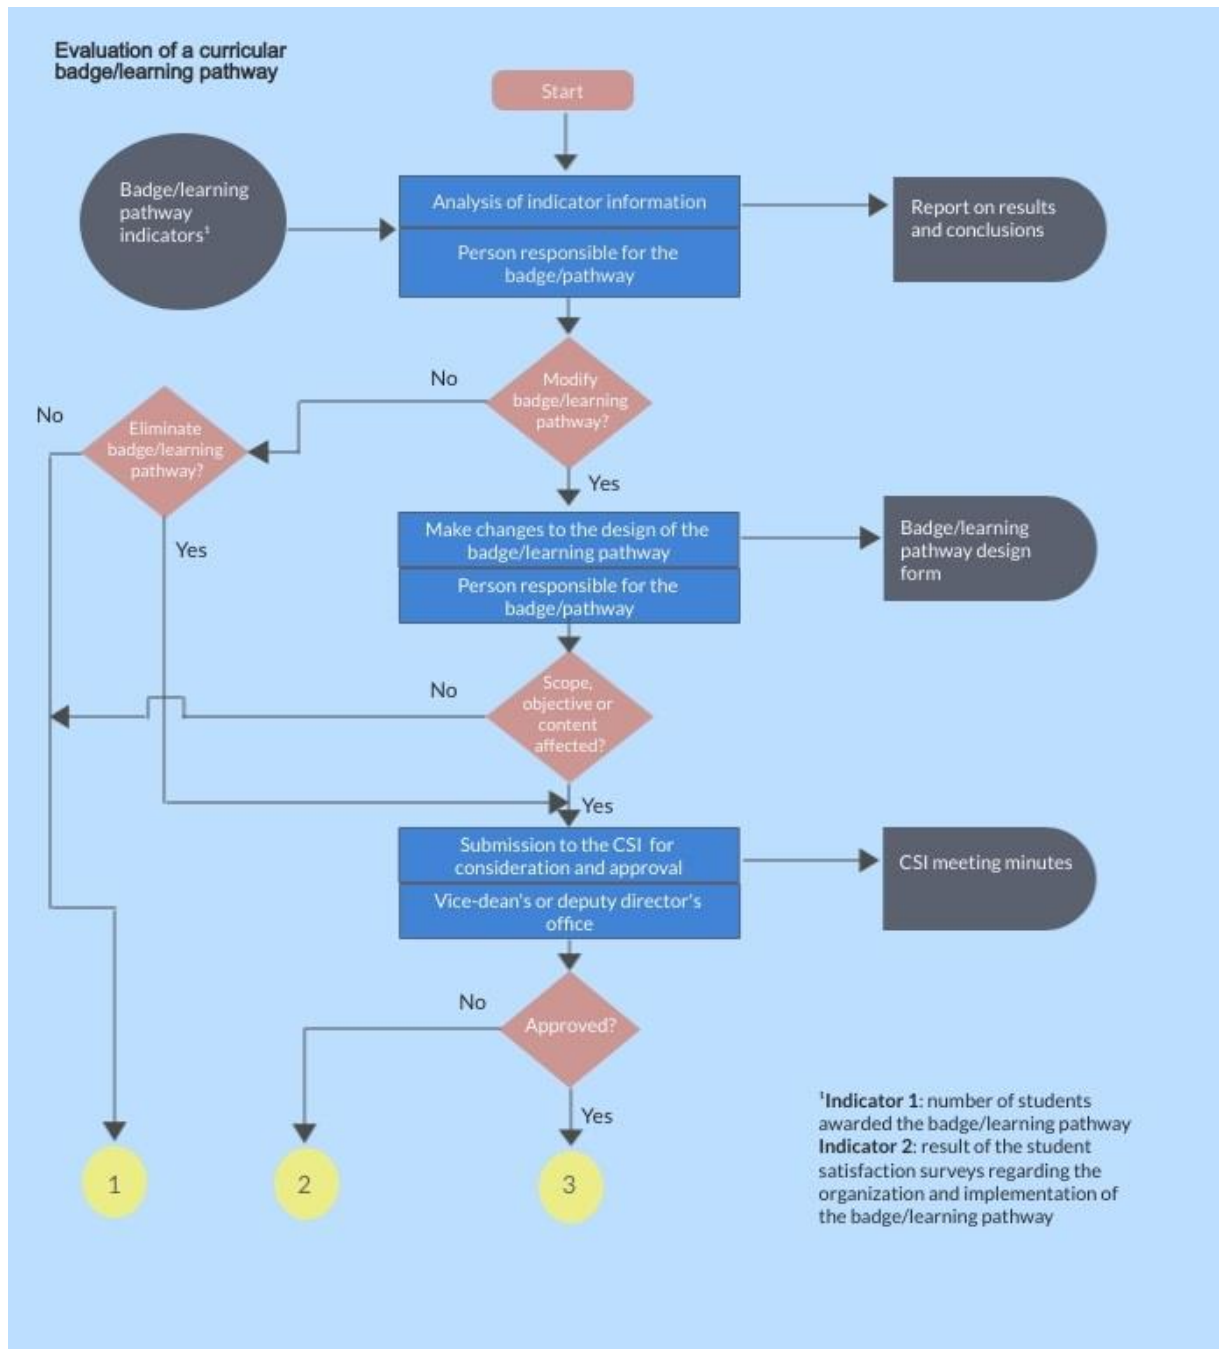 Evaluation of a curricular
badge/learning pathway
Start
Badge/learning
pathway
indicators¹
Analysis of indicator information
Person responsible for the
badge/pathway
Report on results
and conclusions
Modify
badge/learning
pathway?
No
Yes
Eliminate
badge/learning
pathway?
No
Yes
Make changes to the design of the
badge/learning pathway
Person responsible for the
badge/pathway
Badge/learning
pathway design
form
Scope,
objective or
content
affected?
No
Yes
Submission to the CSI for
consideration and approval
Vice-dean's or deputy director's
office
CSI meeting minutes
Approved?
No
Yes
1
2
3
¹Indicator 1: number of students
awarded the badge/learning pathway
Indicator 2: result of the student
satisfaction surveys regarding the
organization and implementation of
the badge/learning pathway